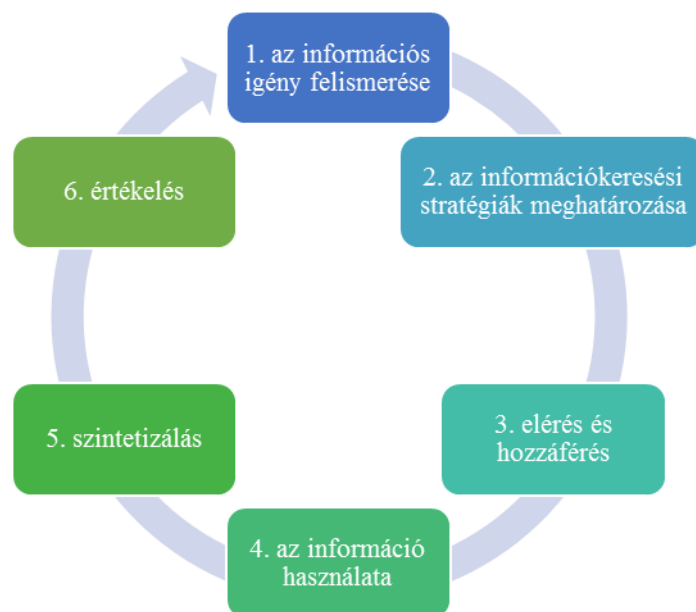 1. az információs
igény felismerése
2. az információkeresési
stratégiák meghatározása
3. elérés és
hozzáférés
4. az információ
használata
5. szintetizálás
6. értékelés